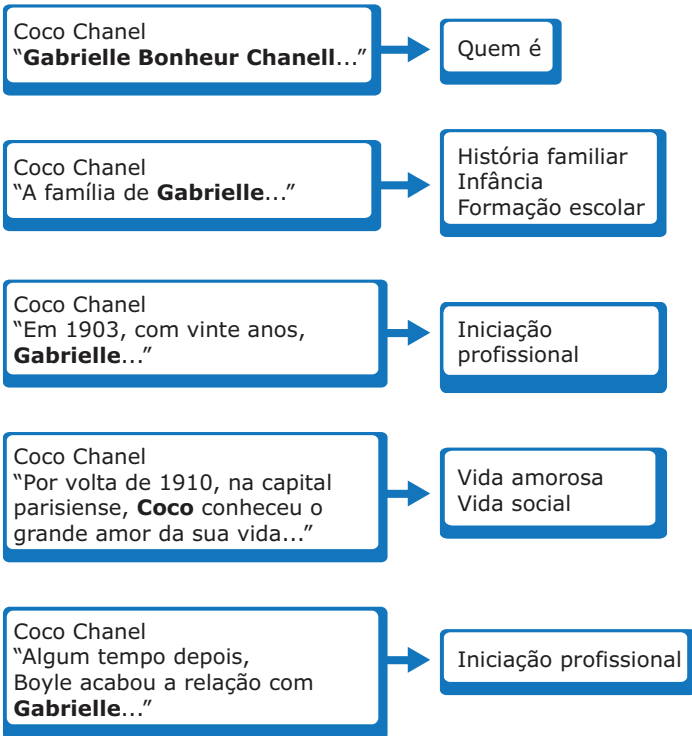 Coco Chanel
“Gabrielle Bonheur Chanell...”
Quem é
Coco Chanel
“A família de Gabrielle...”
História familiar
Infância
Formação escolar
Coco Chanel
“Em 1903, com vinte anos,
Gabrielle...”
Iniciação
profissional
Coco Chanel
“Por volta de 1910, na capital
parisiense, Coco conheceu o
grande amor da sua vida...”
Vida amorosa
Vida social
Coco Chanel
“Algum tempo depois,
Boyle acabou a relação com
Gabrielle...”
Iniciação profissional